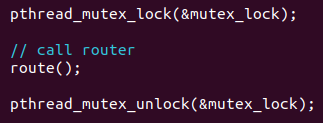 pthread_mutex_lock(&mutex_lock);
// call router
route();
pthread_mutex_unlock(&mutex_lock);